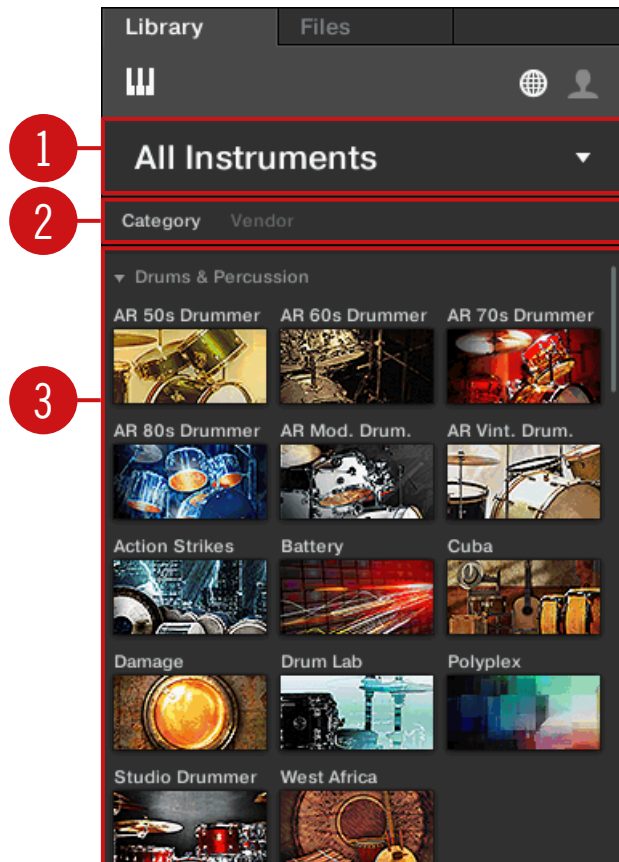 Library Files
1 All Instruments
2 Category Vendor
Drums & Percussion
AR 50s Drummer AR 60s Drummer AR 70s Drummer
3
AR 80s Drummer AR Mod. Drum. AR Vint. Drum.
Action Strikes Battery Cuba
Damage Drum Lab Polyplex
Studio Drummer West Africa